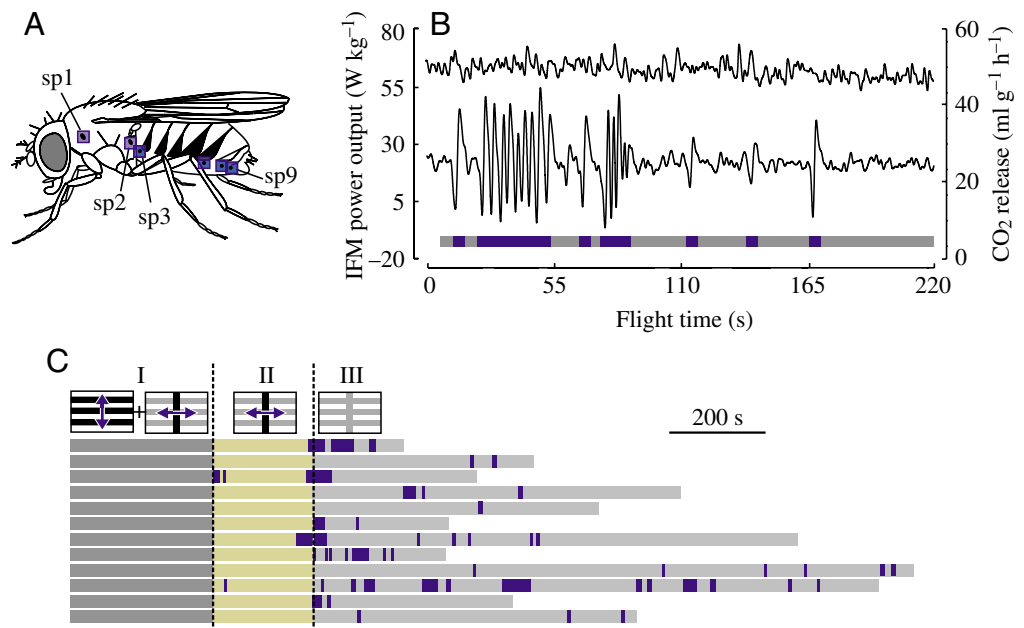 A
sp1
sp2
sp3
sp9
B
80
55
30
5
−20
IFM power output (W kg−1)
60
40
20
0
CO2 release (ml g−1 h−1)
0 55 110 165 220
Flight time (s)
C
I II III
+
200 s